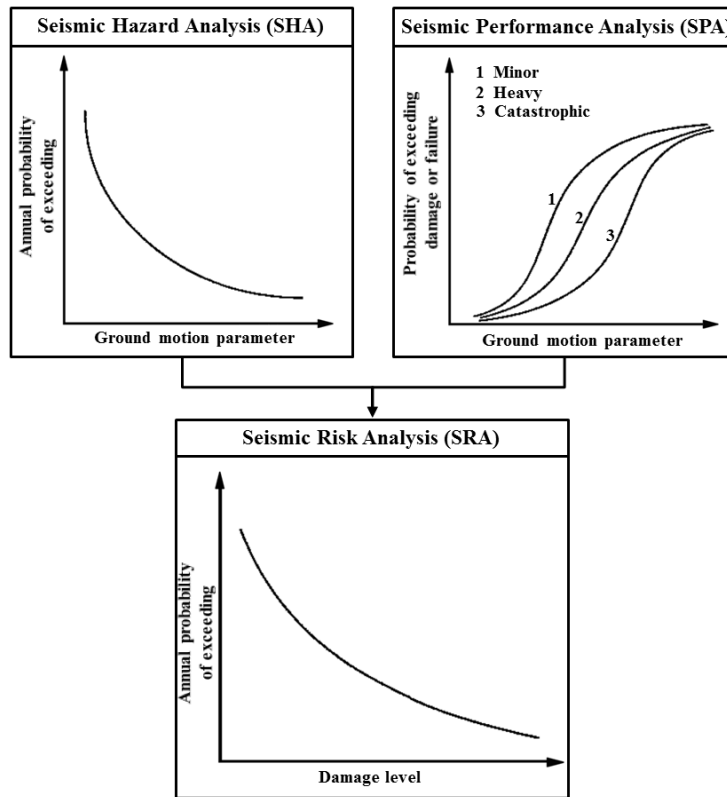 Seismic Hazard Analysis (SHA)
Annual probability
of exceeding
Ground motion parameter
Seismic Performance Analysis (SPA)
1 Minor
2 Heavy
3 Catastrophic
Probability of exceeding
damage or failure
1
2
3
Ground motion parameter
Seismic Risk Analysis (SRA)
Annual probability
of exceeding
Damage level